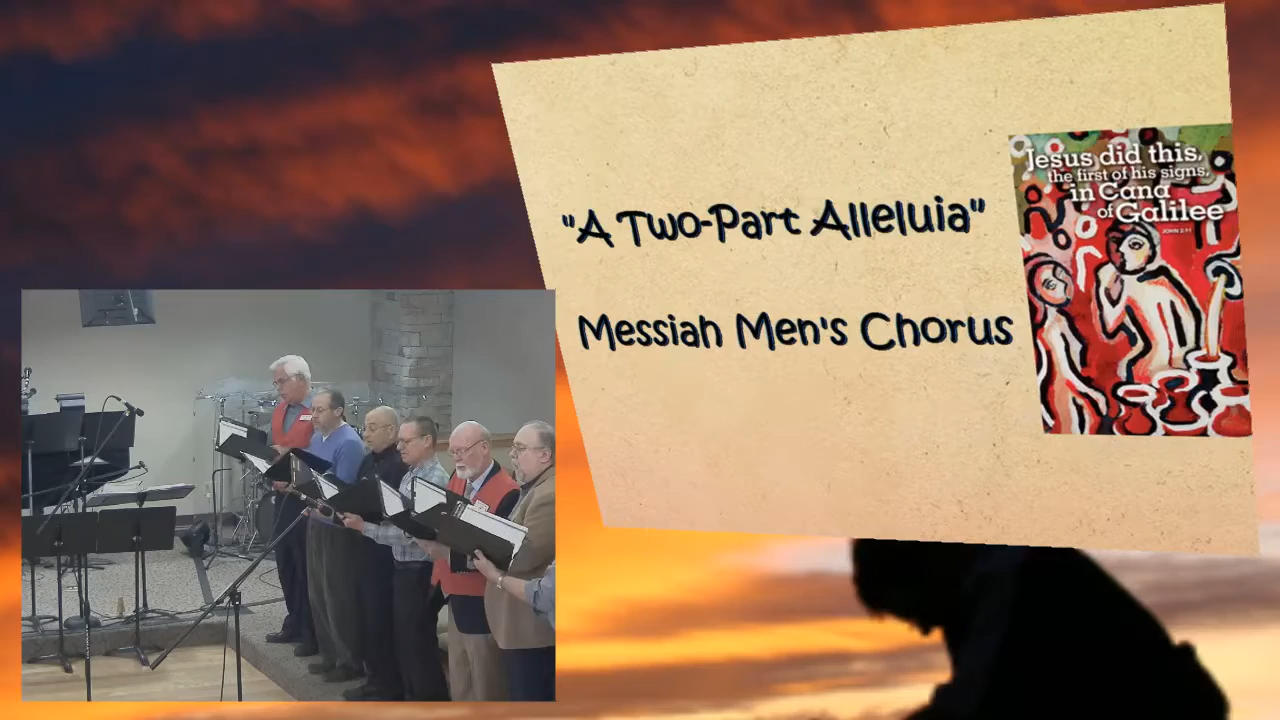 "A Two-Part Alleluia"
Messiah Men's Chorus
Jesus did this,
the first of his signs,
in Cana
of Galilee
JOHN 2:11